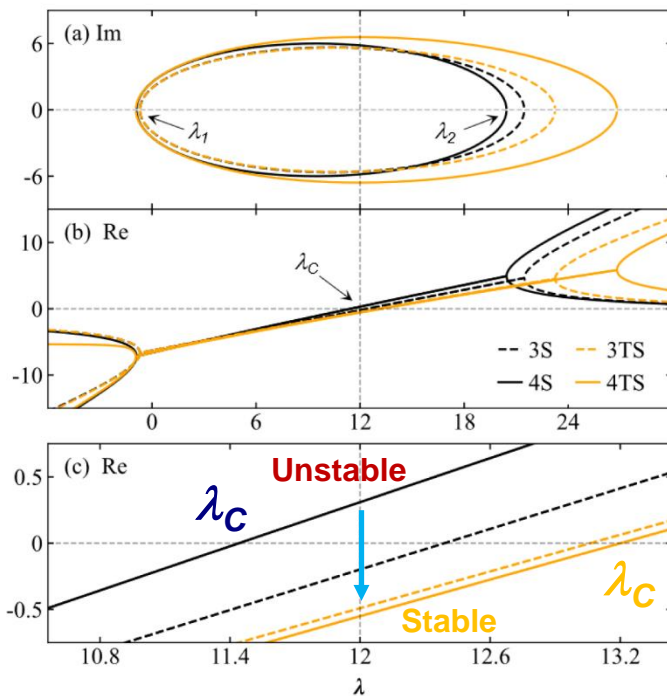 (a) Im
6
0
-6
λ1
λ2
(b) Re
10
0
-10
λC
3S
3TS
4S
4TS
0 6 12 18 24
(c) Re
0.5
0
-0.5
Unstable
λC
λC
Stable
10.8 11.4 12 12.6 13.2
λ